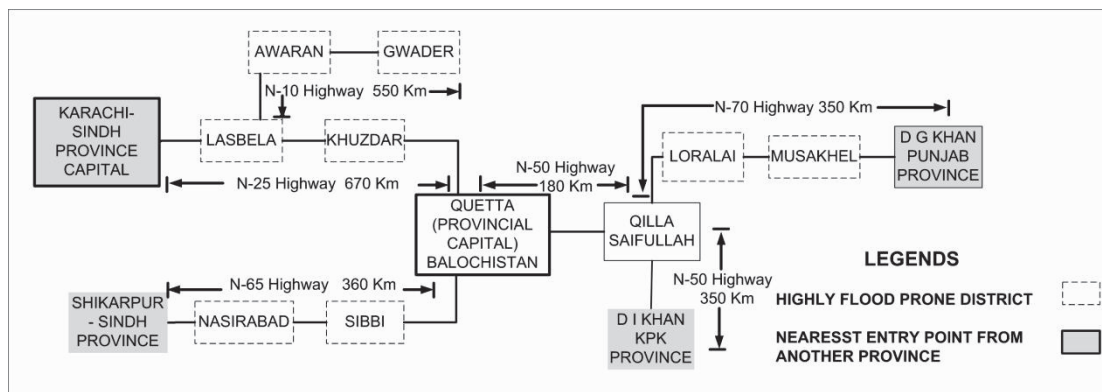 AWARAN
GWADER
N-10 Highway 550 Km
KARACHI-
SINDH
PROVINCE
CAPITAL
LASBELA
KHUZDAR
N-25 Highway 670 Km
N-70 Highway 350 Km
LORALAI
MUSAKHEL
D G KHAN
PUNJAB
PROVINCE
N-50 Highway
180 Km
QUETTA
(PROVINCIAL
CAPITAL)
BALOCHISTAN
QILLA
SAIFULLAH
N-65 Highway 360 Km
SHIKARPUR
- SINDH
PROVINCE
NASIRABAD
SIBBI
N-50 Highway
350 Km
D I KHAN
KPK
PROVINCE
LEGENDS
HIGHLY FLOOD PRONE DISTRICT
NEARESST ENTRY POINT FROM
ANOTHER PROVINCE